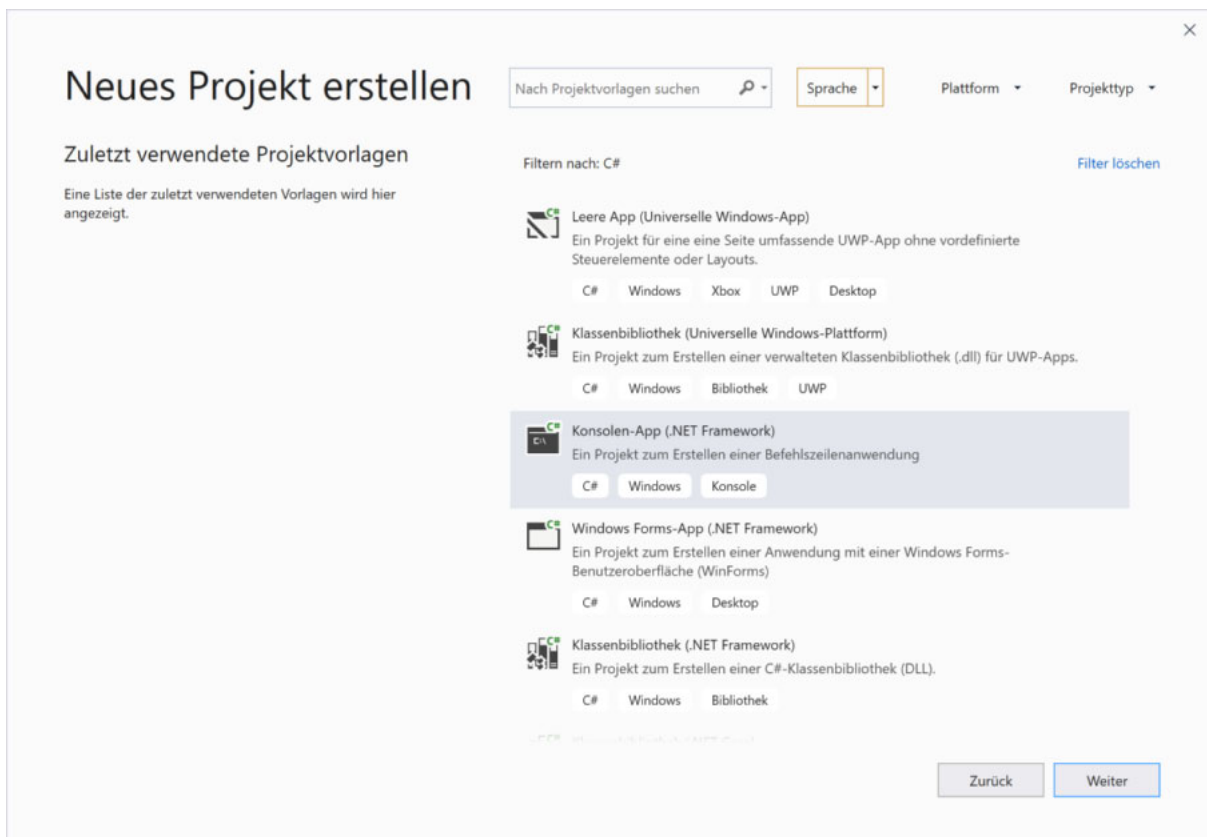 Neues Projekt erstellen
Nach Projektvorlagen suchen
Sprache
Plattform
Projekttyp
Zuletzt verwendete Projektvorlagen
Eine Liste der zuletzt verwendeten Vorlagen wird hier
angezeigt.
Filtern nach: C#
Filter löschen
Leere App (Universelle Windows-App)
Ein Projekt für eine eine Seite umfassende UWP-App ohne vordefinierte
Steuerelemente oder Layouts.
C# Windows Xbox UWP Desktop
Klassenbibliothek (Universelle Windows-Plattform)
Ein Projekt zum Erstellen einer verwalteten Klassenbibliothek (.dll) für UWP-Apps.
C# Windows Bibliothek UWP
Konsolen-App (.NET Framework)
Ein Projekt zum Erstellen einer Befehlszeilenanwendung
C# Windows Konsole
Windows Forms-App (.NET Framework)
Ein Projekt zum Erstellen einer Anwendung mit einer Windows Forms-
Benutzeroberfläche (WinForms)
C# Windows Desktop
Klassenbibliothek (.NET Framework)
Ein Projekt zum Erstellen einer C#-Klassenbibliothek (DLL).
C# Windows Bibliothek
Zurück
Weiter